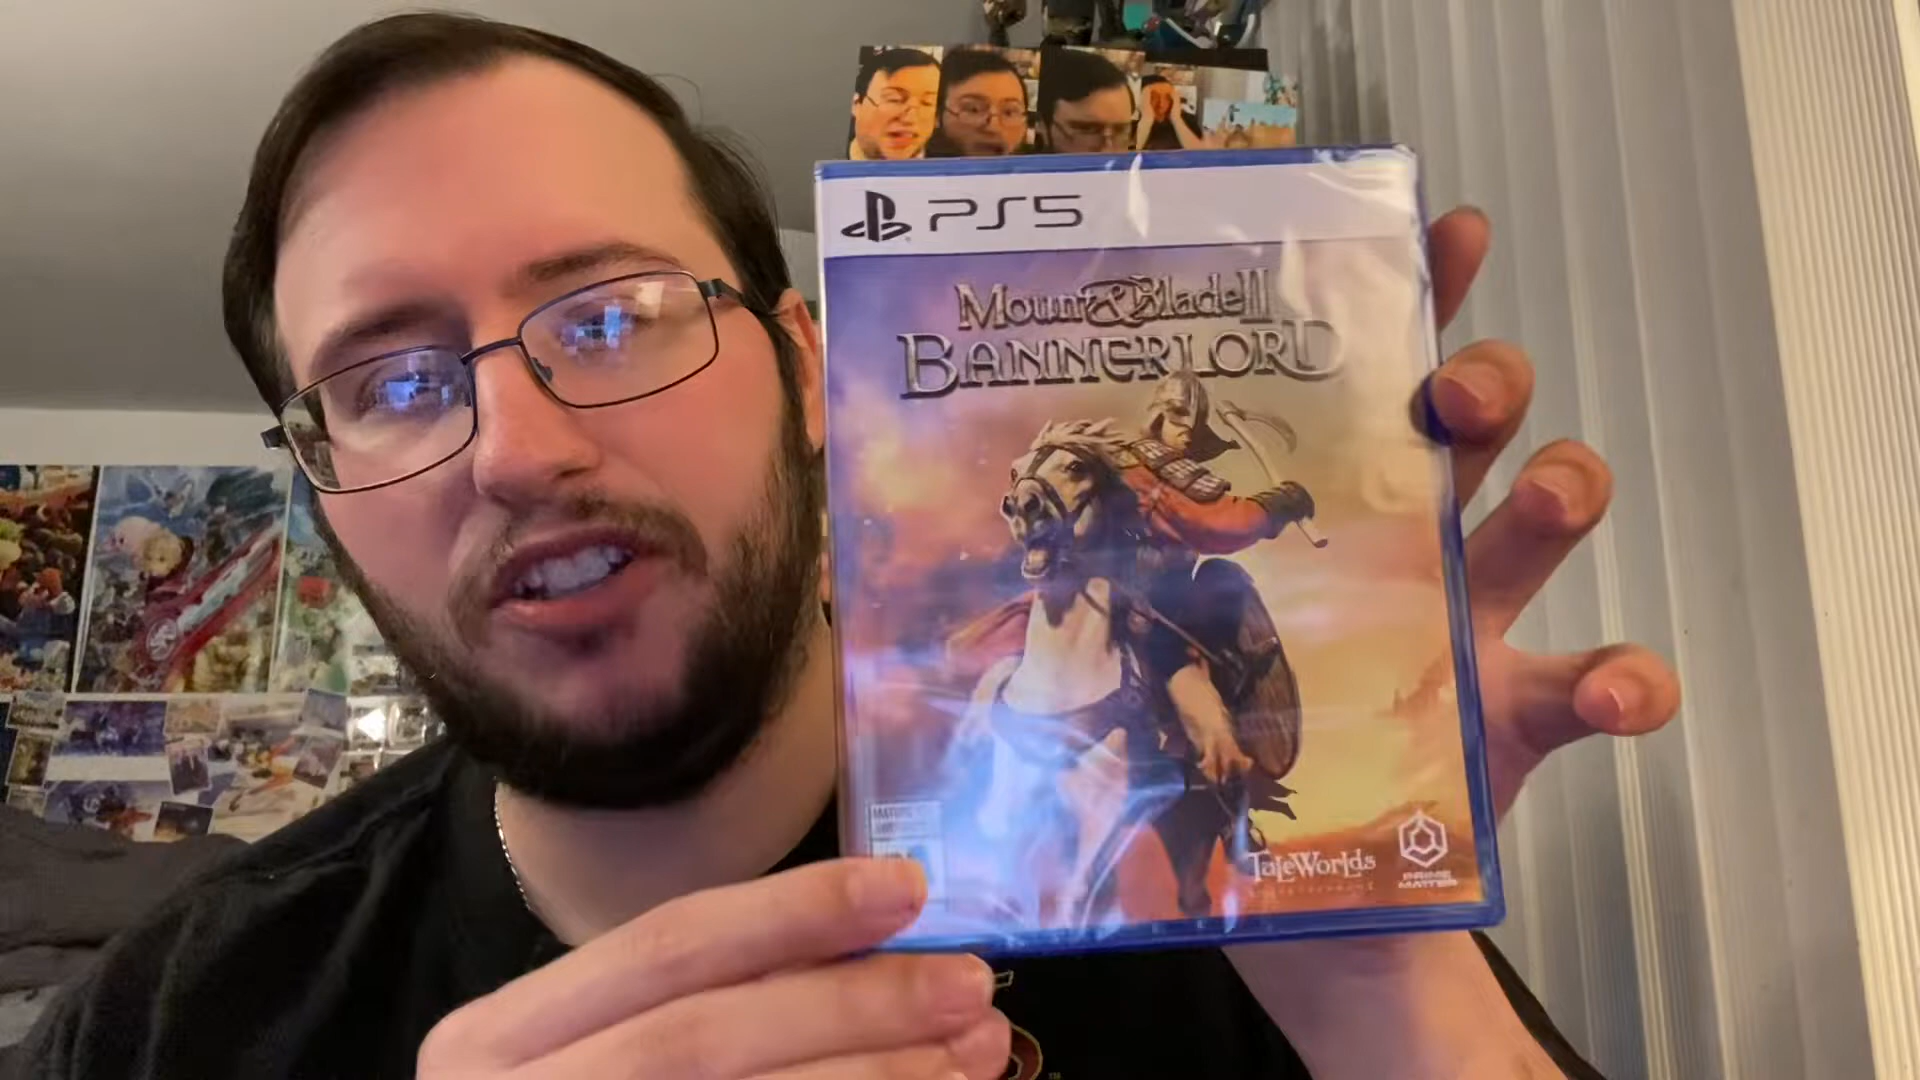 PS5
Mount & Blade II
BANNERLORD
TaleWorlds
PRIME
MATTER